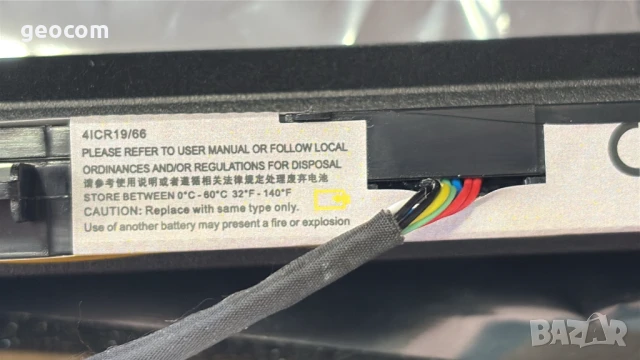 geocom
4ICR19/66
PLEASE REFER TO USER MANUAL OR FOLLOW LOCAL
ORDINANCES AND/OR REGULATIONS FOR DISPOSAL
请参考使用说明或者遵循相关法律规定处理废弃电池
STORE BETWEEN 0°C - 60°C 32°F - 140°F
CAUTION: Replace with same type only.
Use of another battery may present a fire or explosion
BAZAR